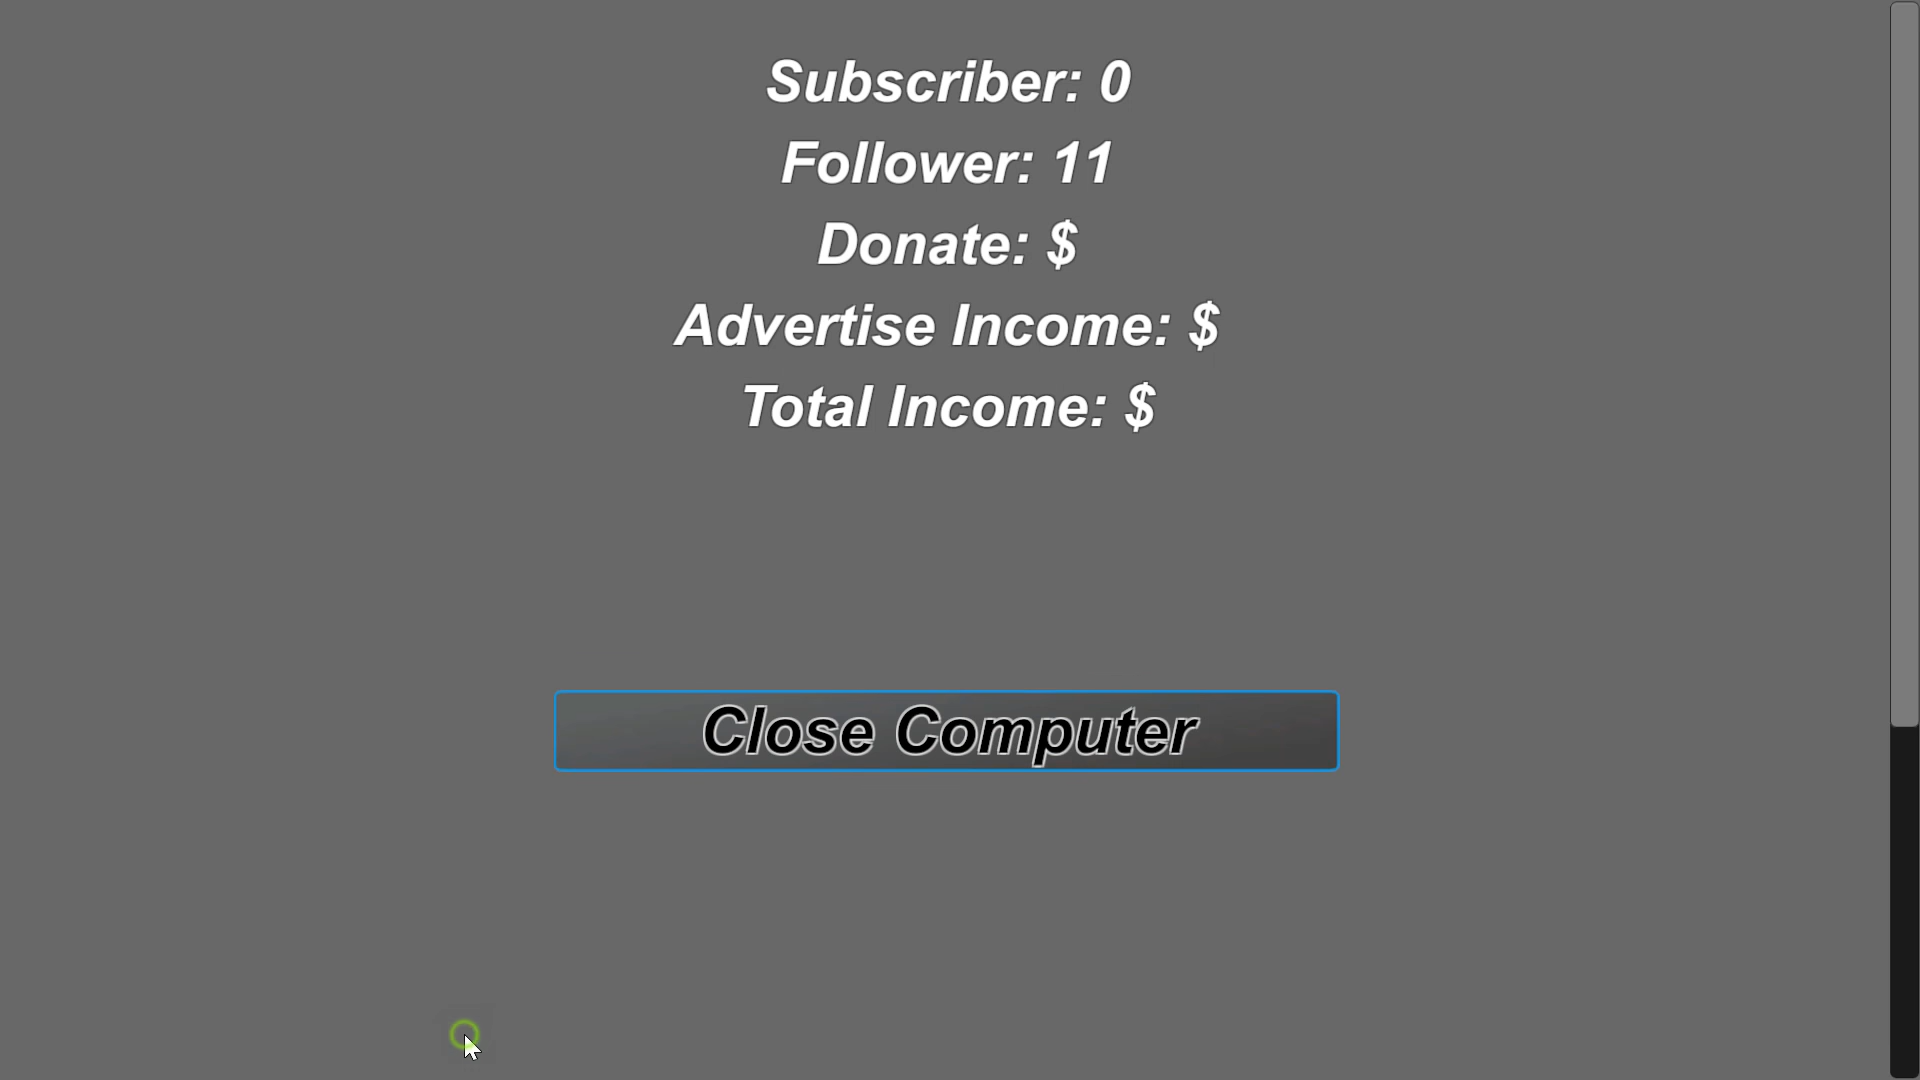 Subscriber: 0
Follower: 11
Donate: $
Advertise Income: $
Total Income: $
Close Computer